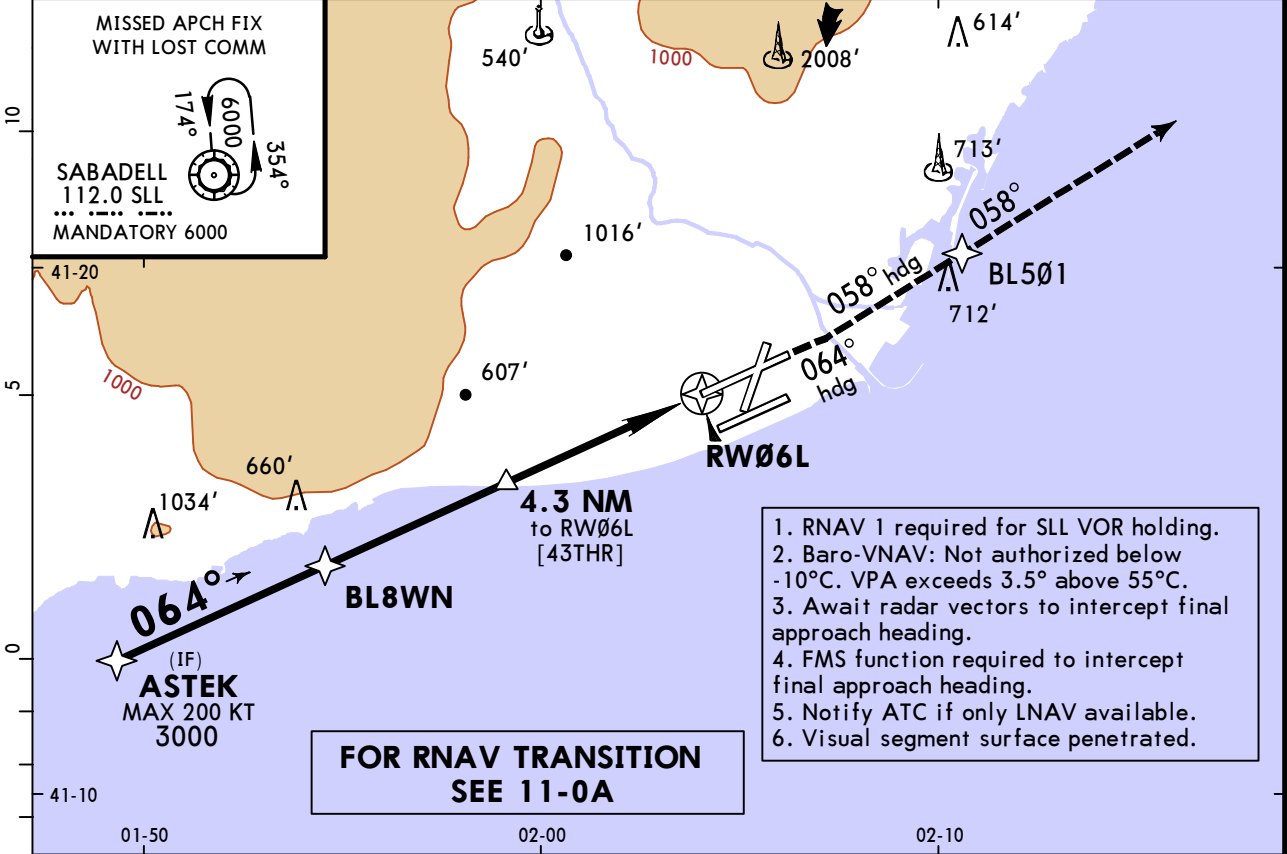 MISSED APCH FIX
WITH LOST COMM
174°
6000
354°
SABADELL
112.0 SLL
MANDATORY 6000
540'
1000
2008'
614'
713'
10
41-20
1016'
058°
BL5Ø1
058° hdg
712'
064°
hdg
1000
5
607'
RWØ6L
660'
1034'
4.3 NM
to RWØ6L
[43THR]
064°
BL8WN
0
(IF)
ASTEK
MAX 200 KT
3000
1. RNAV 1 required for SLL VOR holding.
2. Baro-VNAV: Not authorized below
-10°C. VPA exceeds 3.5° above 55°C.
3. Await radar vectors to intercept final
approach heading.
4. FMS function required to intercept
final approach heading.
5. Notify ATC if only LNAV available.
6. Visual segment surface penetrated.
FOR RNAV TRANSITION
SEE 11-0A
41-10
01-50
02-00
02-10